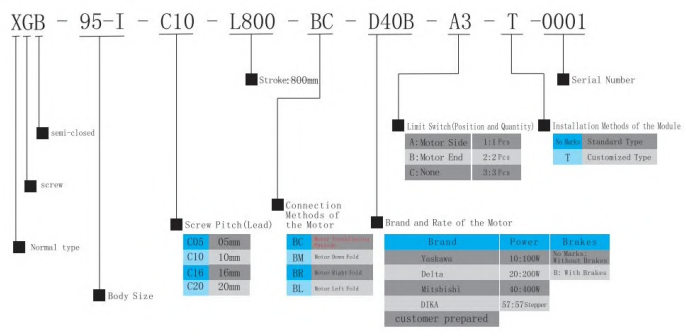 XGB - 95-I - C10 - L800 - BC - D40B - A3 - T -0001
Stroke:800mm
Serial Number
semi-closed
Limit Switch(Position and Quantity)
A:Motor Side 1:1Pcs
B:Motor End 2:2Pcs
C:None 3:3Pcs
Installation Methods of the Module
no Marks Standard Type
T Customized Type
screw
Connection
Methods of
the Motor
BC Motor
BM Motor Down Fold
BR Motor Right Fold
BL Motor Left Fold
Screw Pitch(Lead)
C05 05mm
C10 10mm
C16 16mm
C20 20mm
Brand and Rate of the Motor
Brand Power Brakes
Yaskawa 10:100W No Marks:
Without Brakes
Delta 20:200W B: With Brakes
Mitsbishi 40:400W
DIKA 57:57Stepper
customer prepared
Normal type
Body Size